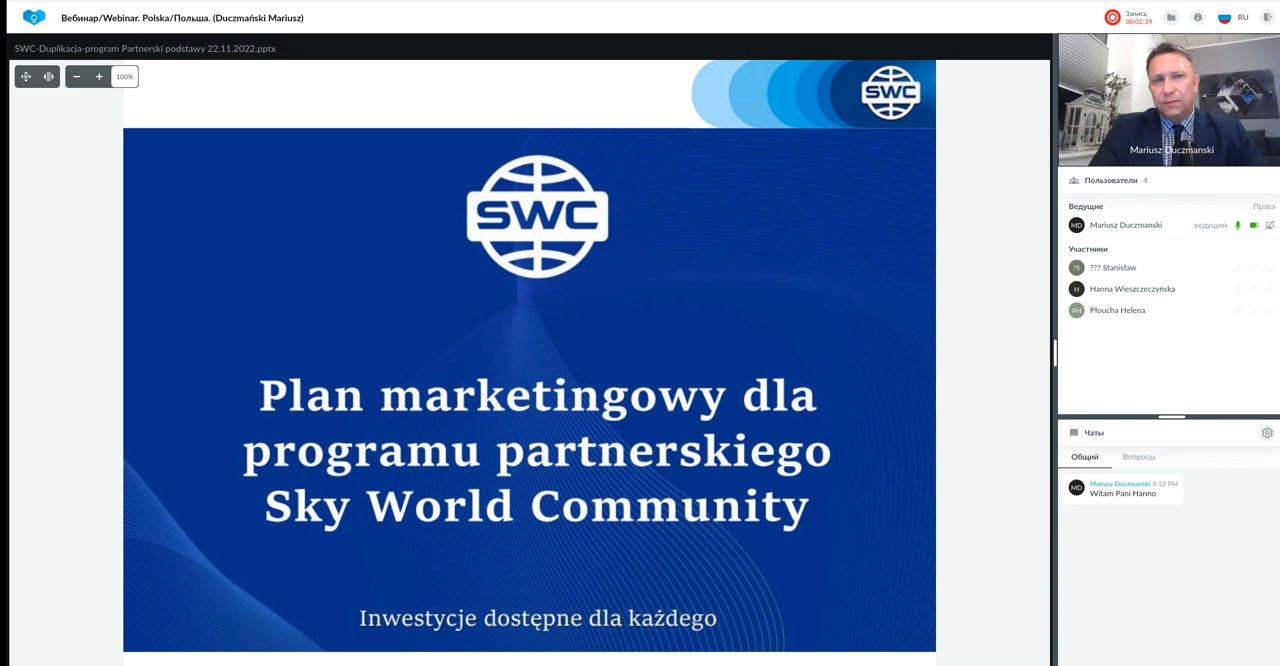 Вебинар/Webinar. Polska/Польша. (Duczmański Mariusz)
Запись
00:02:39
RU
SWC-Duplikacja-program Partnerski podstawy 22.11.2022.pptx
100%
SWC
SWC
Plan marketingowy dla
programu partnerskiego
Sky World Community
Inwestycje dostępne dla każdego
Mariusz Duczmanski
Пользователи 4
Ведущие Права
MD Mariusz Duczmanski ведущий
Участники
?S ??? Stanisław
H Hanna Wieszczeczyńska
PH Płoucha Helena
Чаты
Общий Вопросы
MD Mariusz Duczmanski 8:52 PM
Witam Pani Hanno